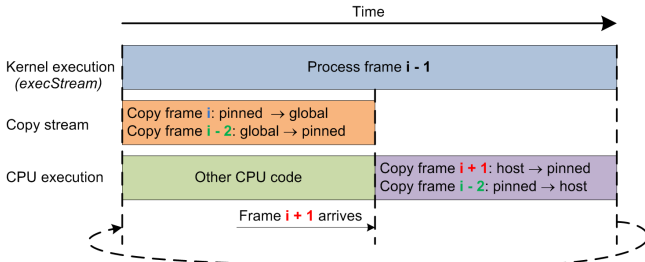 Time
Kernel execution
(execStream)
Process frame i - 1
Copy stream
Copy frame i: pinned → global
Copy frame i - 2: global → pinned
CPU execution
Other CPU code
Copy frame i + 1: host → pinned
Copy frame i - 2: pinned → host
Frame i + 1 arrives